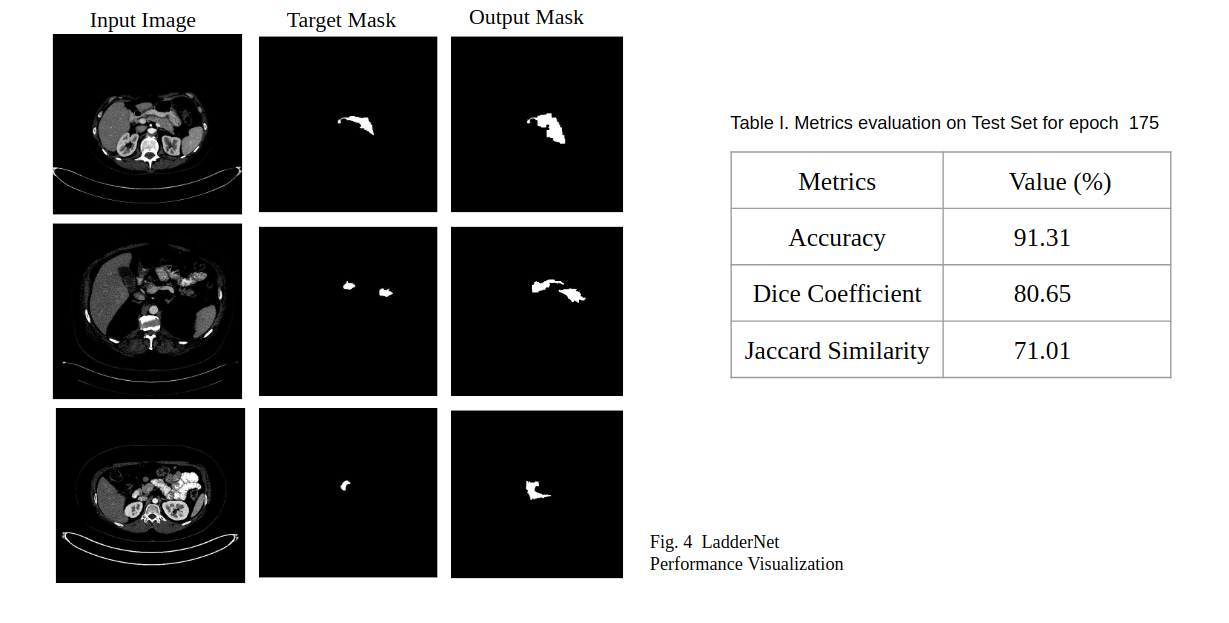 Input Image
Target Mask
Output Mask
Table I. Metrics evaluation on Test Set for epoch  175
Metrics
Value (%)
Accuracy
91.31
Dice Coefficient
80.65
Jaccard Similarity
71.01
Fig. 4  LadderNet
Performance Visualization